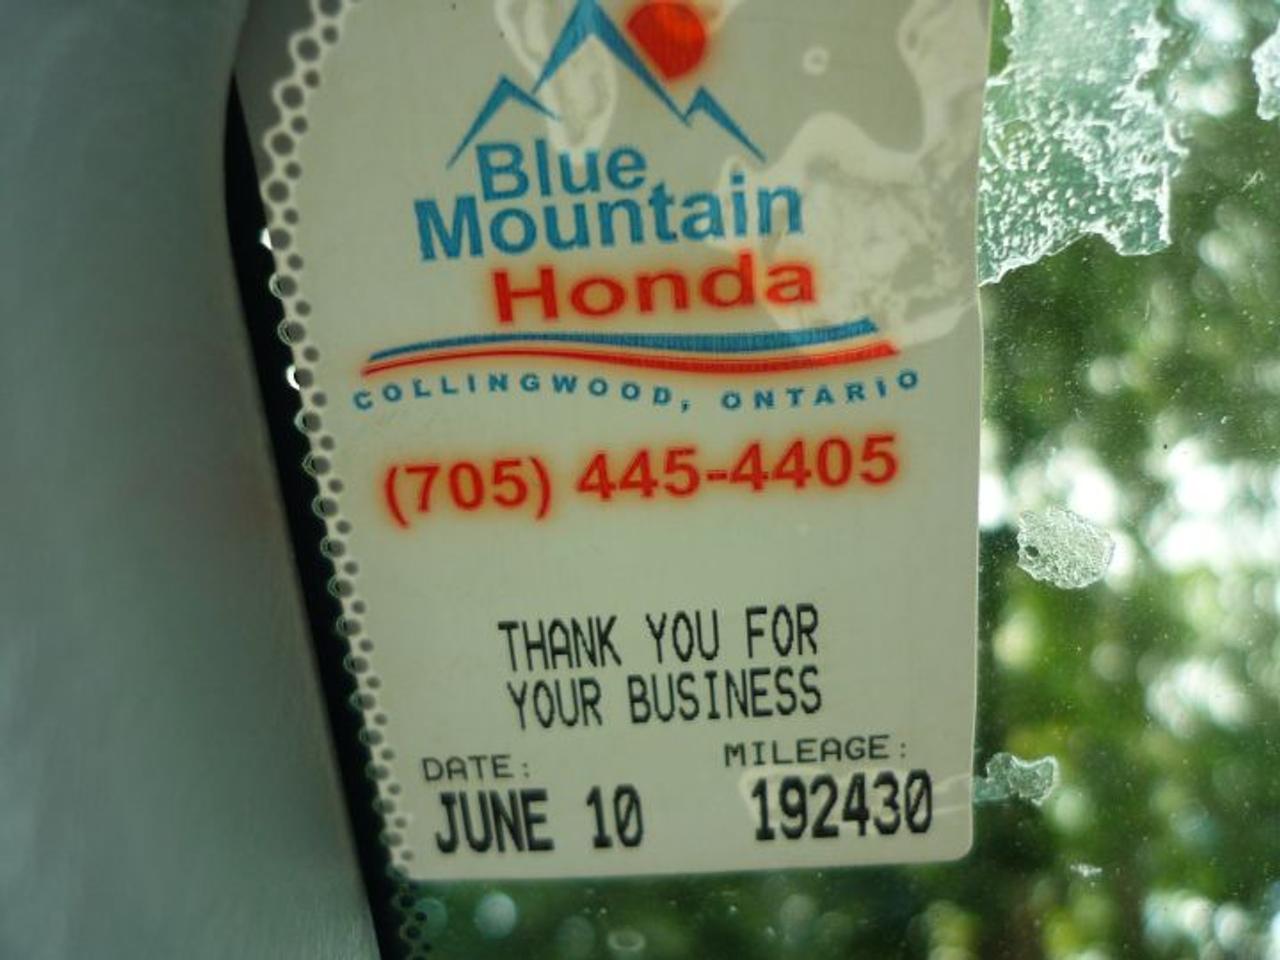 Blue
Mountain
Honda
COLLINGWOOD, ONTARIO
(705) 445-4405
THANK YOU FOR
YOUR BUSINESS
DATE: MILEAGE:
JUNE 10 192430